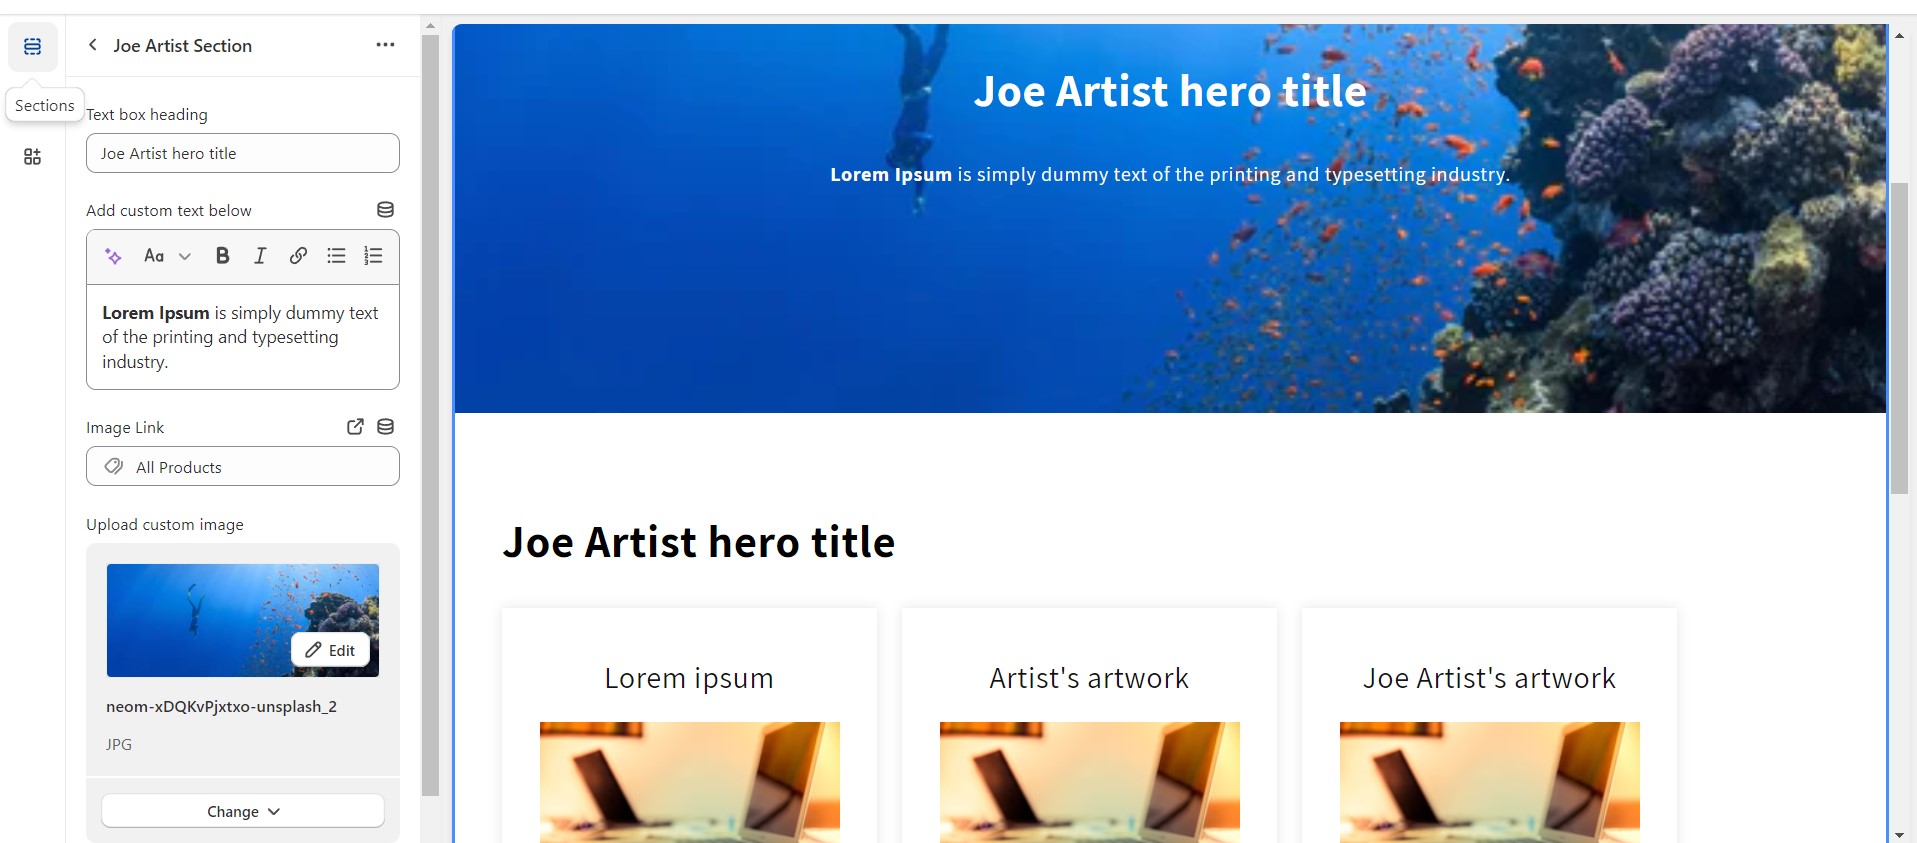 Joe Artist Section
Sections
Text box heading
Joe Artist hero title
Add custom text below
Aa
B
I
Lorem Ipsum is simply dummy text
of the printing and typesetting
industry.
Image Link
All Products
Upload custom image
Edit
neom-xDQKvPjxtxo-unsplash_2
JPG
Change
Joe Artist hero title
Lorem Ipsum is simply dummy text of the printing and typesetting industry.
Joe Artist hero title
Lorem ipsum
Artist's artwork
Joe Artist's artwork